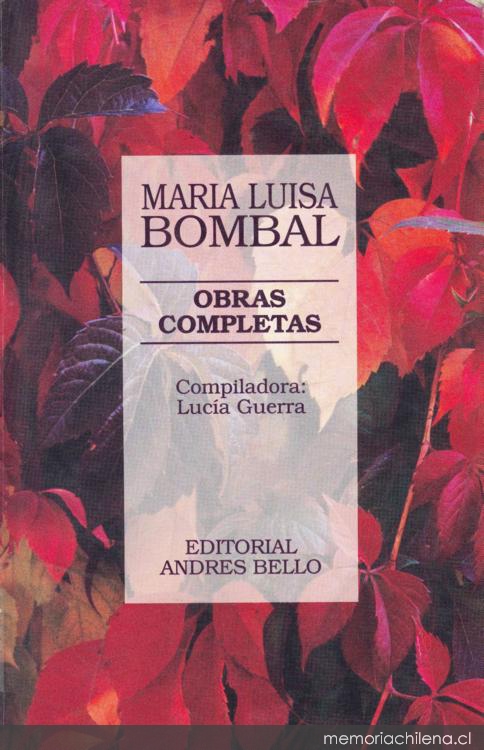 MARIA LUISA
BOMBAL
OBRAS
COMPLETAS
Compiladora:
Lucía Guerra
EDITORIAL
ANDRES BELLO
memoriachilena.cl